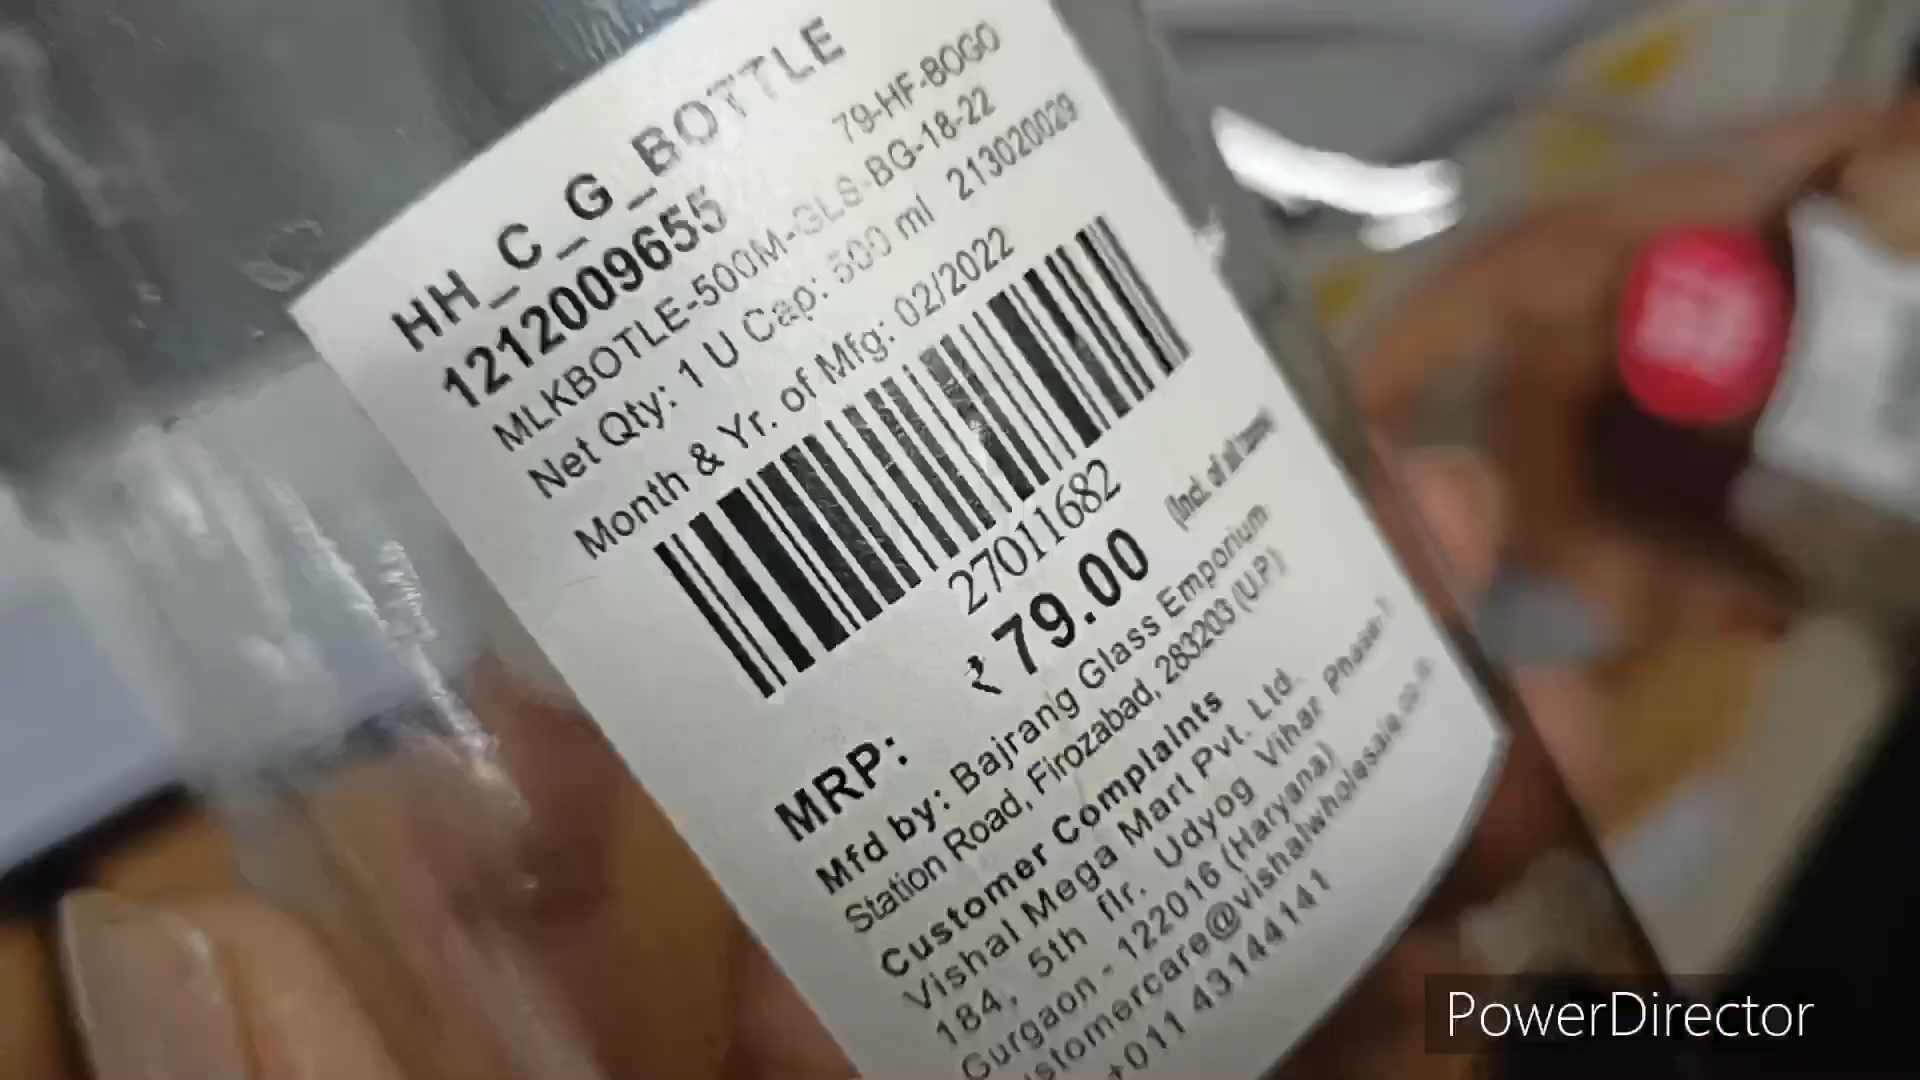 HH_C_G_BOTTLE
1212009655 79-HF-BOGO
MLKBOTLE-500M-GLS-BG-18-22
Net Qty: 1 U Cap: 500 ml 213020029
Month & Yr. of Mfg: 02/2022
27011682
MRP: ₹ 79.00 (Incl. of all taxes)
Mfd by: Bajrang Glass Emporium
Station Road, Firozabad, 283203 (U.P)
Customer Complaints
Vishal Mega Mart Pvt. Ltd.
184, 5th flr. Udyog Vihar Phase-1
Gurgaon - 122016 (Haryana)
ustomercare@vishalwholesale.co.in
+011 43144141
PowerDirector